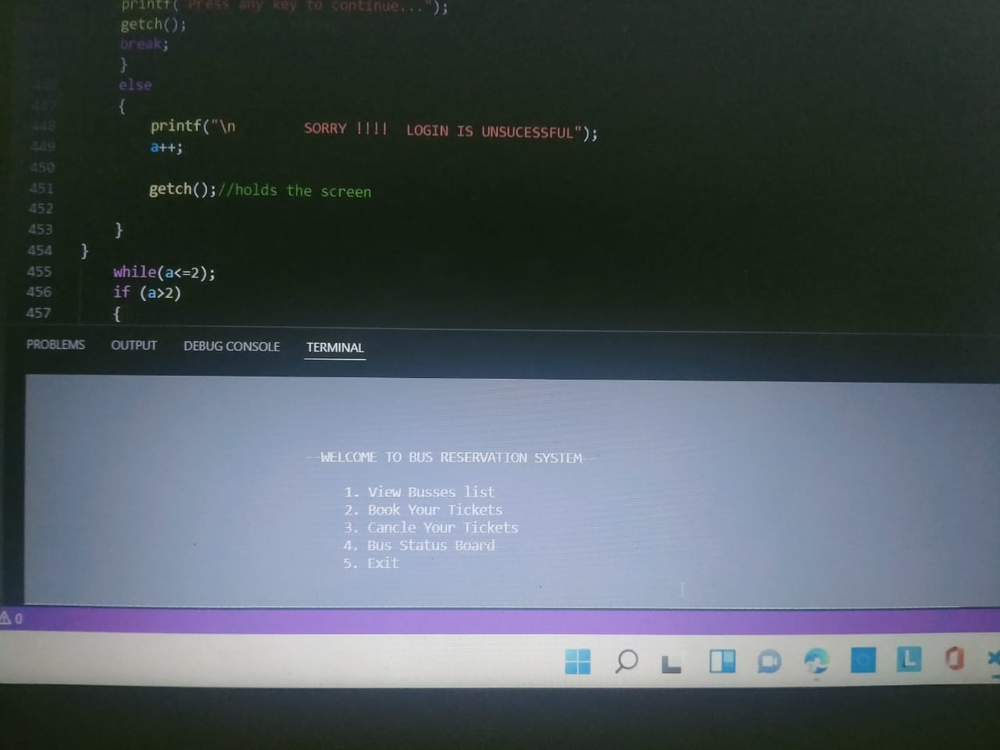 printf("Press any key to continue...");
getch();
break;
}
else
447 {
448 printf("\n SORRY !!!! LOGIN IS UNSUCESSFUL");
449 a++;
450
451 getch();//holds the screen
452
453 }
454 }
455 while(a<=2);
456 if (a>2)
457 {
PROBLEMS OUTPUT DEBUG CONSOLE TERMINAL
--WELCOME TO BUS RESERVATION SYSTEM--
1. View Busses list
2. Book Your Tickets
3. Cancle Your Tickets
4. Bus Status Board
5. Exit
0
L